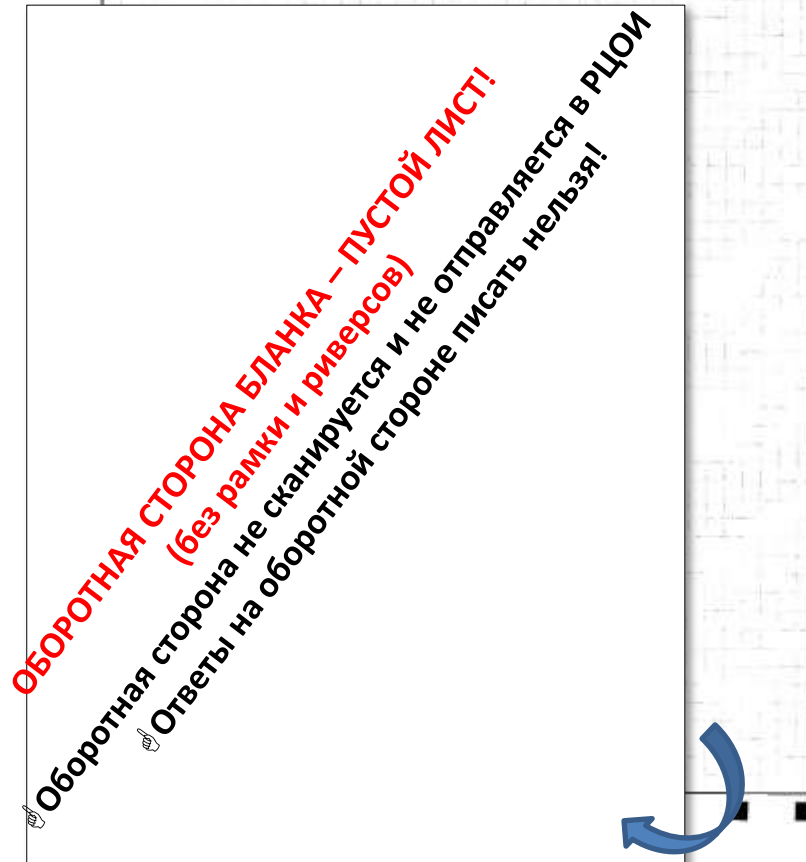 ОБОРОТНАЯ СТОРОНА БЛАНКА – ПУСТОЙ ЛИСТ!
(без рамки и риверсов)
Оборотная сторона не сканируется и не отправляется в РЦОИ
Ответы на оборотной стороне писать нельзя!